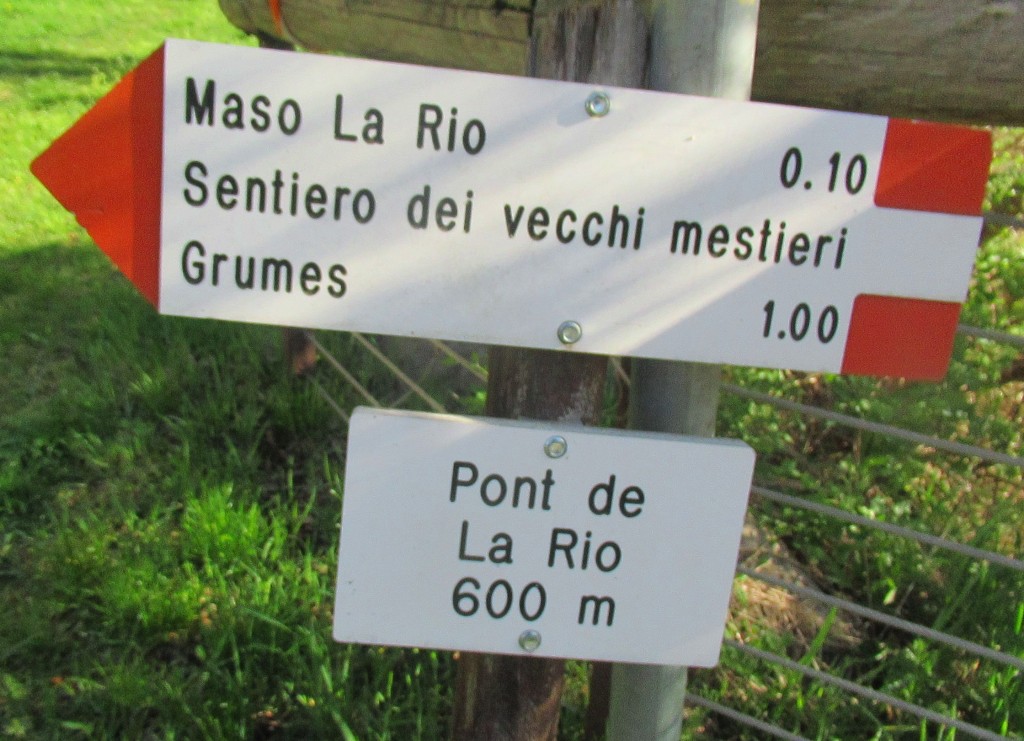 Maso La Rio 0.10
Sentiero dei vecchi mestieri
Grumes 1.00
Pont de
La Rio
600 m